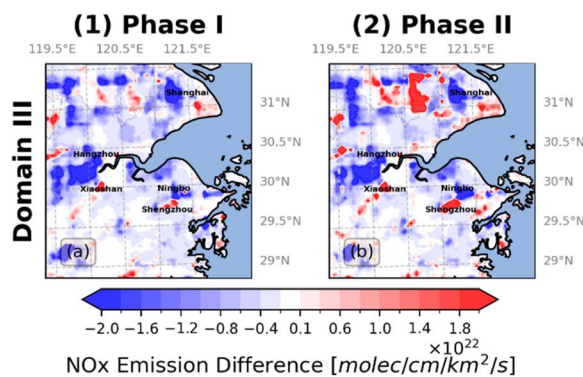 (1) Phase I (2) Phase II
119.5°E 120.5°E 121.5°E 119.5°E 120.5°E 121.5°E
Domain III
Shanghai
Hangzhou
Xiaoshan
Ningbo
Shengzhou
(a)
Shanghai
Hangzhou
Xiaoshan
Ningbo
Shengzhou
(b)
31°N
30.5°N
30°N
29.5°N
29°N
31°N
30.5°N
30°N
29.5°N
29°N
-2.0 -1.6 -1.2 -0.8 -0.4 0.1 0.6 1.0 1.4 1.8
×10²²
NOx Emission Difference [molec/cm/km²/s]